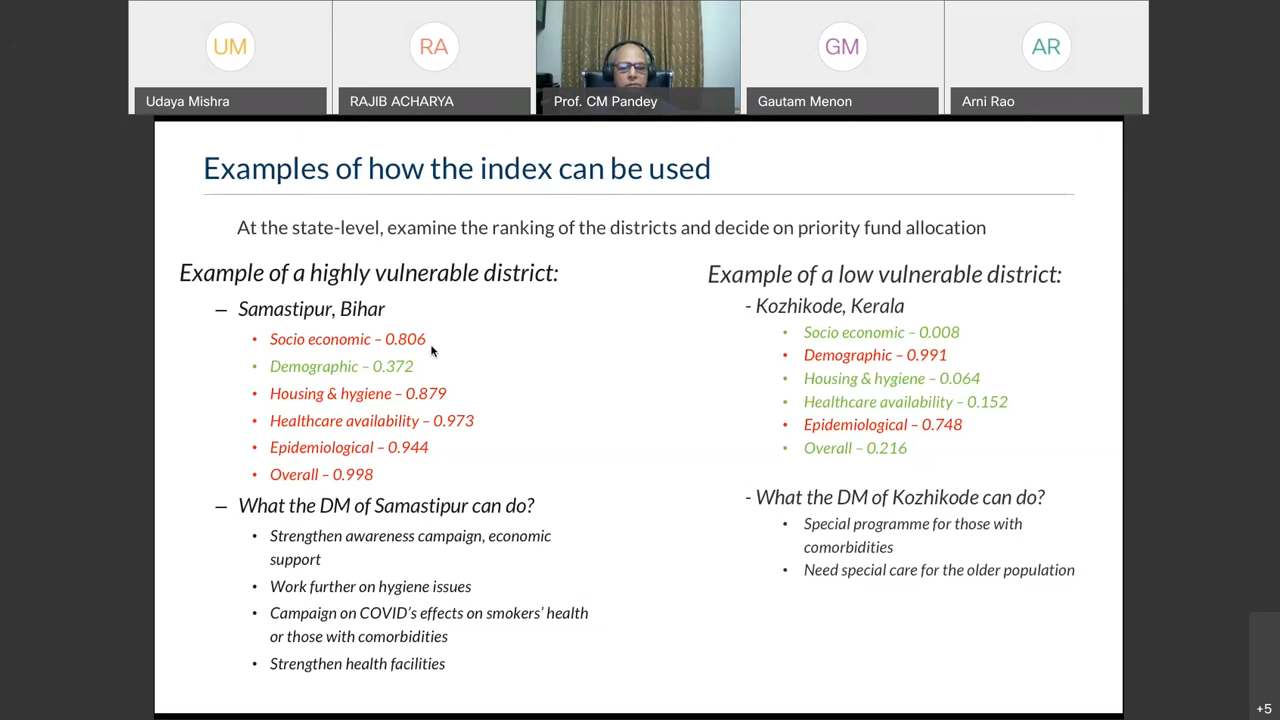 UM
RA
GM
AR
Udaya Mishra
RAJIB ACHARYA
Prof. CM Pandey
Gautam Menon
Arni Rao
Examples of how the index can be used
At the state-level, examine the ranking of the districts and decide on priority fund allocation
Example of a highly vulnerable district:
– Samastipur, Bihar
• Socio economic – 0.806
• Demographic – 0.372
• Housing & hygiene – 0.879
• Healthcare availability – 0.973
• Epidemiological – 0.944
• Overall – 0.998
– What the DM of Samastipur can do?
• Strengthen awareness campaign, economic
support
• Work further on hygiene issues
• Campaign on COVID's effects on smokers' health
or those with comorbidities
• Strengthen health facilities
Example of a low vulnerable district:
- Kozhikode, Kerala
• Socio economic – 0.008
• Demographic – 0.991
• Housing & hygiene – 0.064
• Healthcare availability – 0.152
• Epidemiological – 0.748
• Overall – 0.216
- What the DM of Kozhikode can do?
• Special programme for those with
comorbidities
• Need special care for the older population
+5